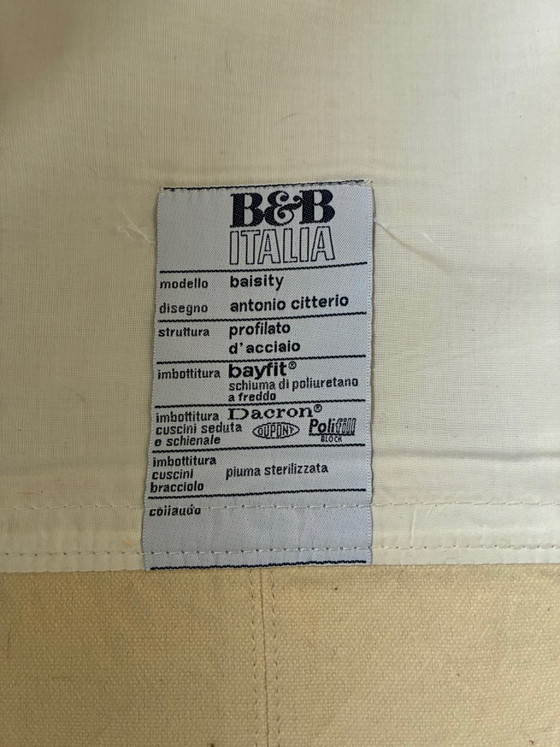 B&B
ITALIA
modello baisity
disegno antonio citterio
struttura profilato
d'acciaio
imbottitura bayfit®
schiuma di poliuretano
a freddo
imbottitura Dacron®
cuscini seduta DUPONT Polifill
e schienale BLOCK
imbottitura
cuscini piuma sterilizzata
bracciolo
collaudo